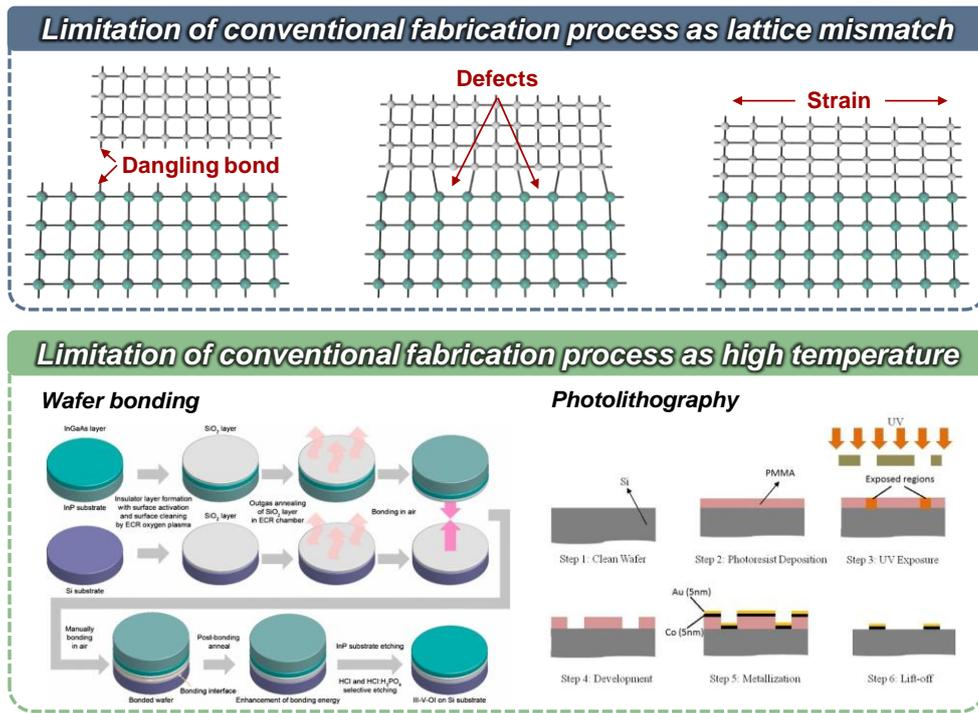 Limitation of conventional fabrication process as lattice mismatch
Dangling bond
Defects
Strain
Limitation of conventional fabrication process as high temperature
Wafer bonding
InGaAs layer
InP substrate
Insulator layer formation
with surface activation
and surface cleaning
by ECR oxygen plasma
SiO₂ layer
Outgas annealing
of SiO₂ layer
in ECR chamber
Bonding in air
Si substrate
SiO₂ layer
Manually
bonding
in air
Bonding interface
Bonded wafer
Post-bonding
anneal
Enhancement of bonding energy
InP substrate etching
HCl and HCl:H₃PO₄
selective etching
III-V-OI on Si substrate
Photolithography
Si
Step 1: Clean Wafer
PMMA
Step 2: Photoresist Deposition
UV
Exposed regions
Step 3: UV Exposure
Step 4: Development
Au (5nm)
Co (5nm)
Step 5: Metallization
Step 6: Lift-off